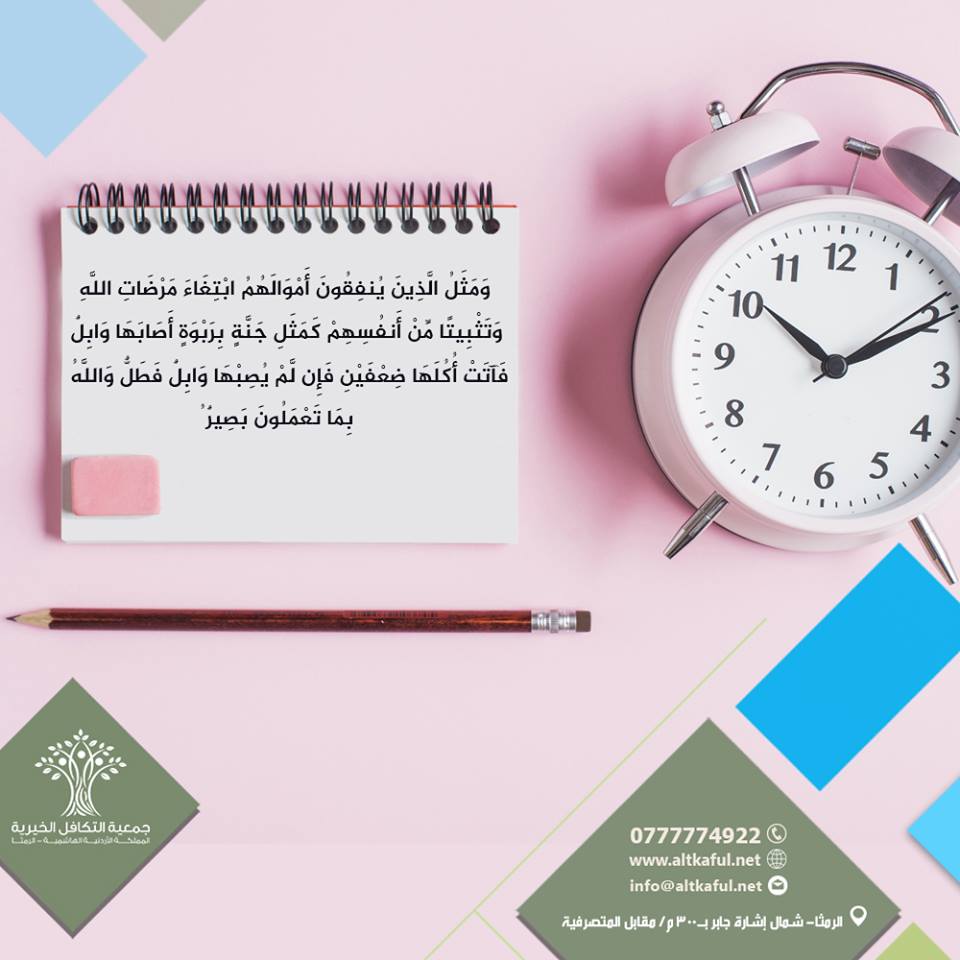 وَمَثَلُ الَّذِينَ يُنفِقُونَ أَمْوَالَهُمُ ابْتِغَاءَ مَرْضَاتِ اللَّهِ
وَتَثْبِيتًا مِّنْ أَنفُسِهِمْ كَمَثَلِ جَنَّةٍ بِرَبْوَةٍ أَصَابَهَا وَابِلٌ
فَآتَتْ أُكُلَهَا ضِعْفَيْنِ فَإِن لَّمْ يُصِبْهَا وَابِلٌ فَطَلٌّ وَاللَّهُ
بِمَا تَعْمَلُونَ بَصِيرٌ
12
11
1
10
2
9
3
8
4
7
5
6
جمعية التكافل الخيرية
المملكة الأردنية الهاشمية - الرمثا
0777774922
www.altkaful.net
info@altkaful.net
الرمثا- شمال إشارة جابر بـ ٣٠٠ م/ مقابل المتصرفية